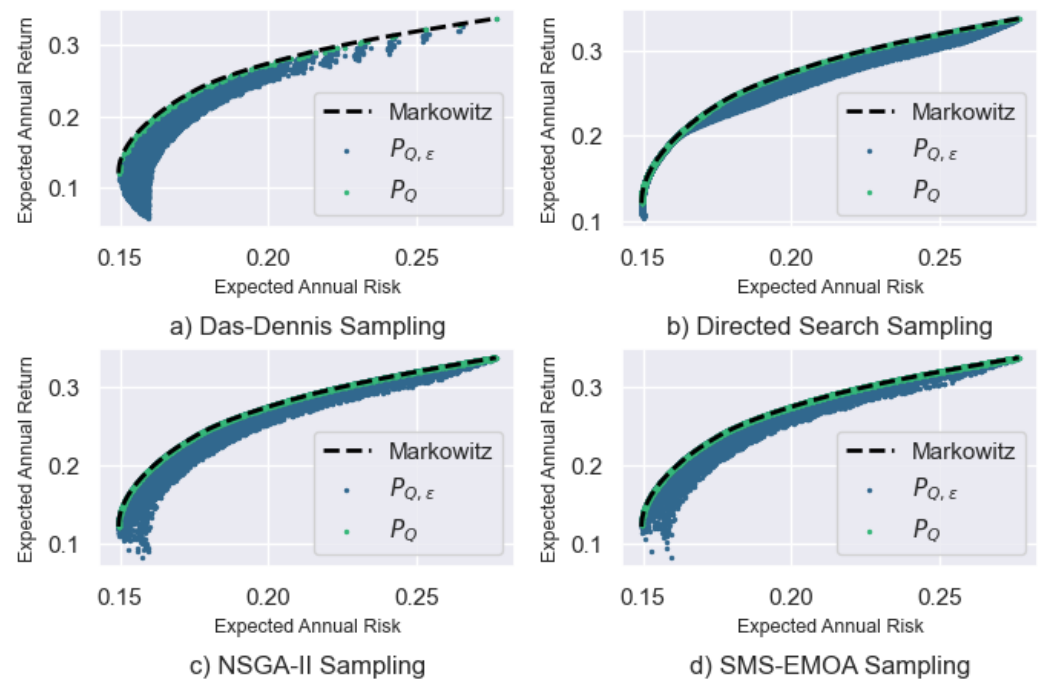 Expected Annual Return
0.3
0.2
0.1
Markowitz
P_{Q, ε}
P_Q
0.15 0.20 0.25
Expected Annual Risk
a) Das-Dennis Sampling
Expected Annual Return
0.3
0.2
0.1
Markowitz
P_{Q, ε}
P_Q
0.15 0.20 0.25
Expected Annual Risk
b) Directed Search Sampling
Expected Annual Return
0.3
0.2
0.1
Markowitz
P_{Q, ε}
P_Q
0.15 0.20 0.25
Expected Annual Risk
c) NSGA-II Sampling
Expected Annual Return
0.3
0.2
0.1
Markowitz
P_{Q, ε}
P_Q
0.15 0.20 0.25
Expected Annual Risk
d) SMS-EMOA Sampling